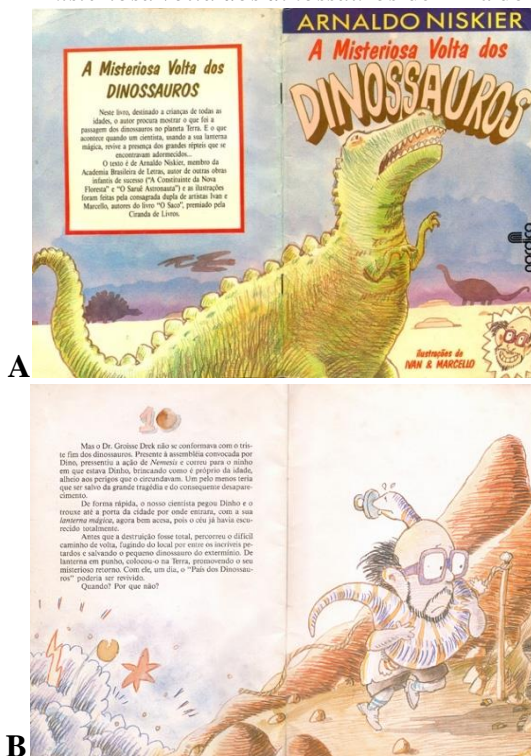 A Misteriosa Volta dos
DINOSSAUROS
Neste livro, destinado a crianças de todas as
idades, o autor procura mostrar o que foi a
passagem dos dinossauros no planeta Terra. E o que
acontece quando um cientista, usando a sua lanterna
mágica, revive a presença dos grandes répteis que se
encontravam adormecidos...
O texto é de Arnaldo Niskier, membro da
Academia Brasileira de Letras, autor de outras obras
infantis de sucesso ("A Constituinte da Nova
Floresta" e "O Saruê Astronauta") e as ilustrações
foram feitas pela consagrada dupla de artistas Ivan e
Marcello, autores do livro "O Saco", premiado pela
Ciranda de Livros.
ARNALDO NISKIER
A Misteriosa Volta dos
DINOSSAUROS
Ilustrações de
IVAN & MARCELLO
A
10
Mas o Dr. Groisse Drek não se conformava com o tris-
te fim dos dinossauros. Presente à assembléia convocada por
Dino, pressentiu a ação de Nemesis e correu para o ninho
em que estava Dinho, brincando como é próprio da idade,
alheio aos perigos que o circundavam. Um pelo menos teria
que ser salvo da grande tragédia e do consequente desapare-
cimento.
De forma rápida, o nosso cientista pegou Dinho e o
trouxe até a porta da cidade por onde entrara, com a sua
lanterna mágica, agora bem acesa, pois o céu já havia escu-
recido totalmente.
Antes que a destruição fosse total, percorreu o difícil
caminho de volta, fugindo do local por entre os incríveis pe-
tardos e salvando o pequeno dinossauro do extermínio. De
lanterna em punho, colocou-o na Terra, promovendo o seu
misterioso retorno. Com ele, um dia, o "País dos Dinossau-
ros" poderia ser revivido.
Quando? Por que não?
B